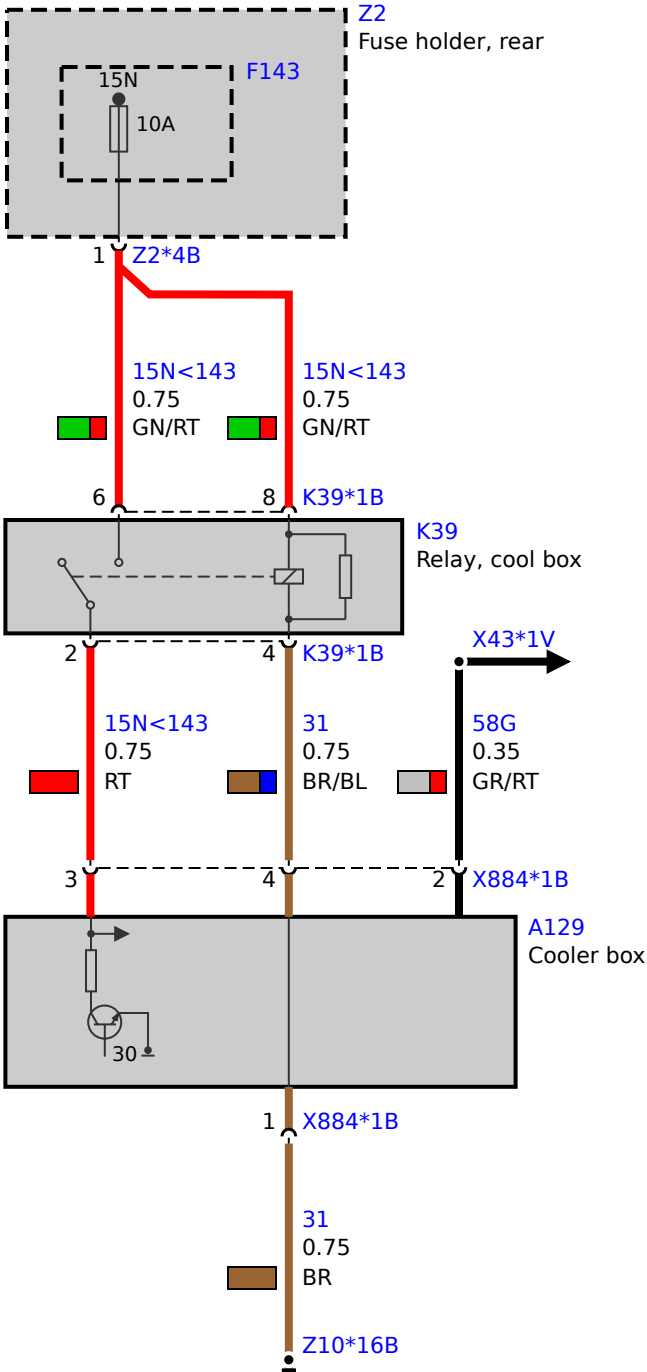 Z2
Fuse holder, rear
F143
15N
10A
1 Z2*4B
15N<143 15N<143
0.75 0.75
GN/RT GN/RT
6 8 K39*1B
K39
Relay, cool box
2 4 K39*1B
X43*1V
15N<143 31 58G
0.75 0.75 0.35
RT BR/BL GR/RT
3 4 2 X884*1B
A129
Cooler box
30
1 X884*1B
31
0.75
BR
Z10*16B